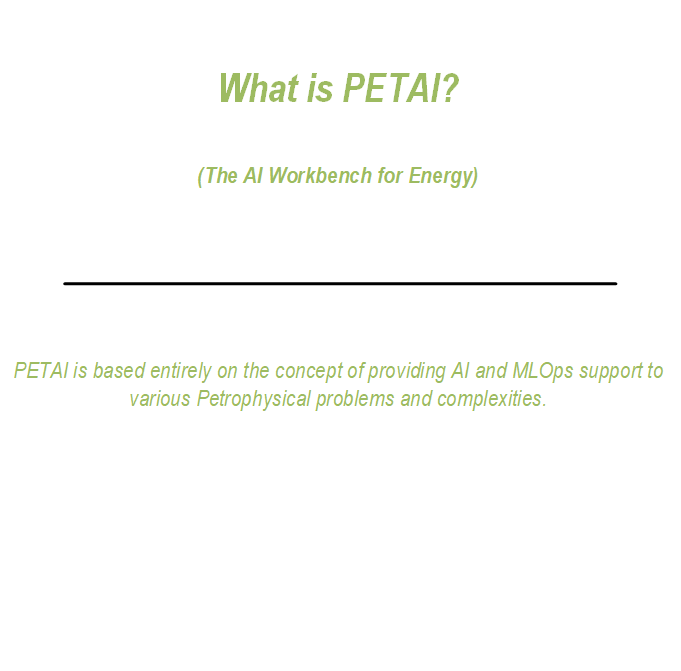 What is PETAI?
(The AI Workbench for Energy)
PETAI is based entirely on the concept of providing AI and MLOps support to
various Petrophysical problems and complexities.